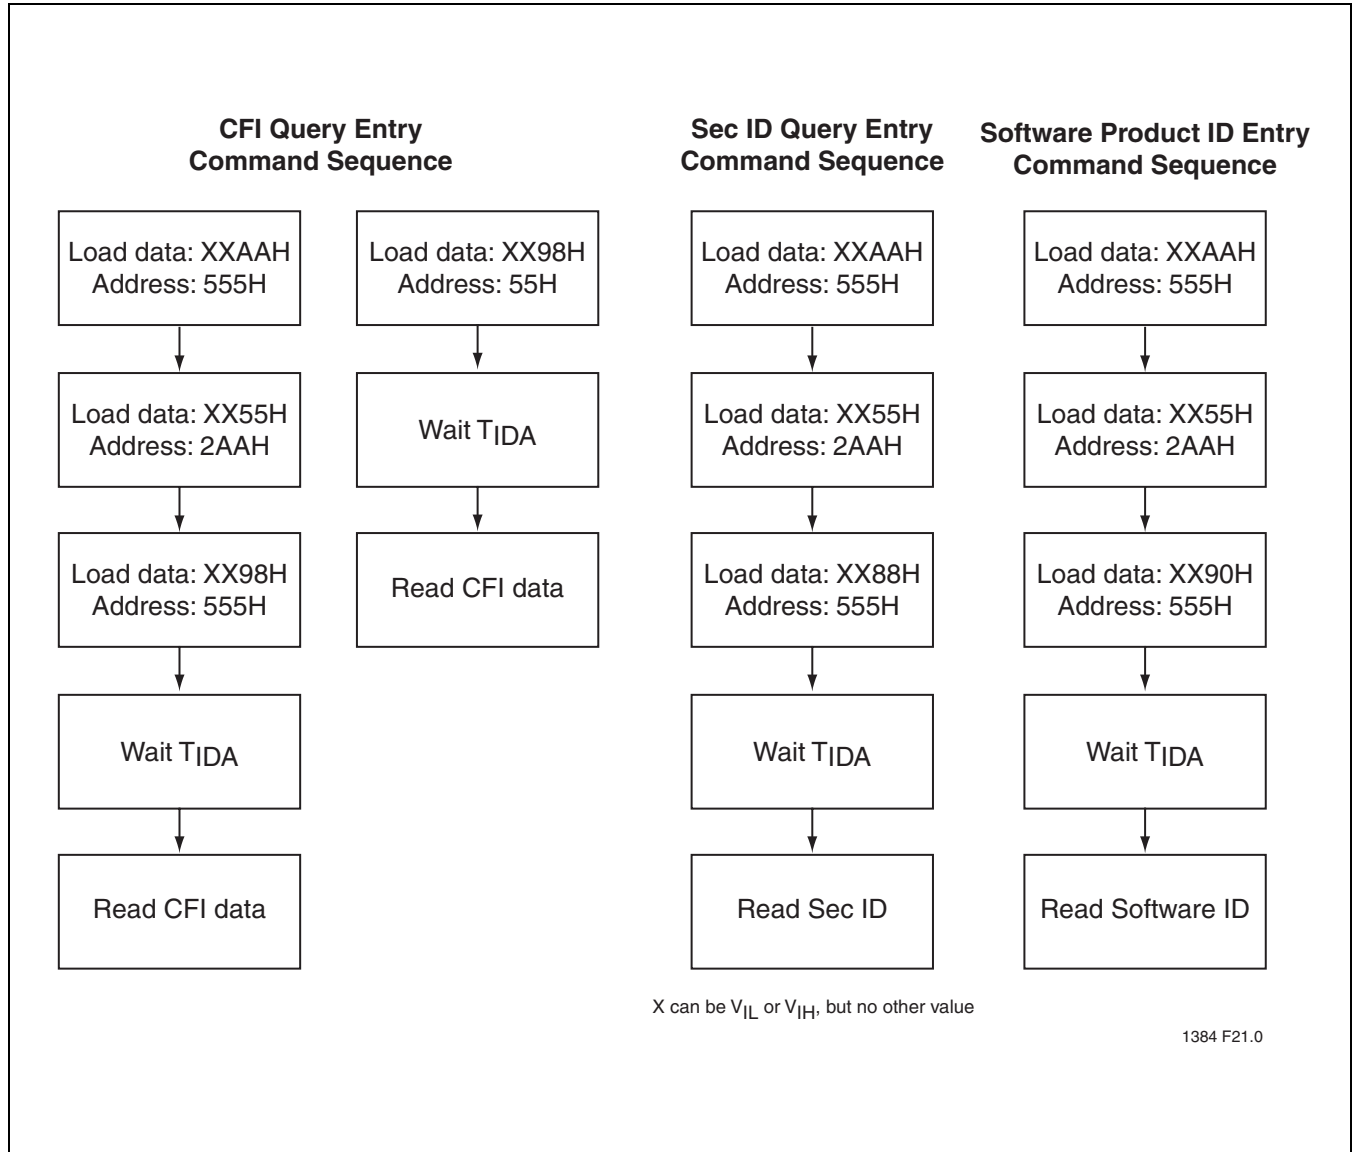 CFI Query Entry
Command Sequence
Load data: XXAAH
Address: 555H
Load data: XX55H
Address: 2AAH
Load data: XX98H
Address: 555H
Wait TIDA
Read CFI data
Load data: XX98H
Address: 55H
Wait TIDA
Read CFI data
Sec ID Query Entry
Command Sequence
Load data: XXAAH
Address: 555H
Load data: XX55H
Address: 2AAH
Load data: XX88H
Address: 555H
Wait TIDA
Read Sec ID
Software Product ID Entry
Command Sequence
Load data: XXAAH
Address: 555H
Load data: XX55H
Address: 2AAH
Load data: XX90H
Address: 555H
Wait TIDA
Read Software ID
X can be VIL or VIH, but no other value
1384 F21.0